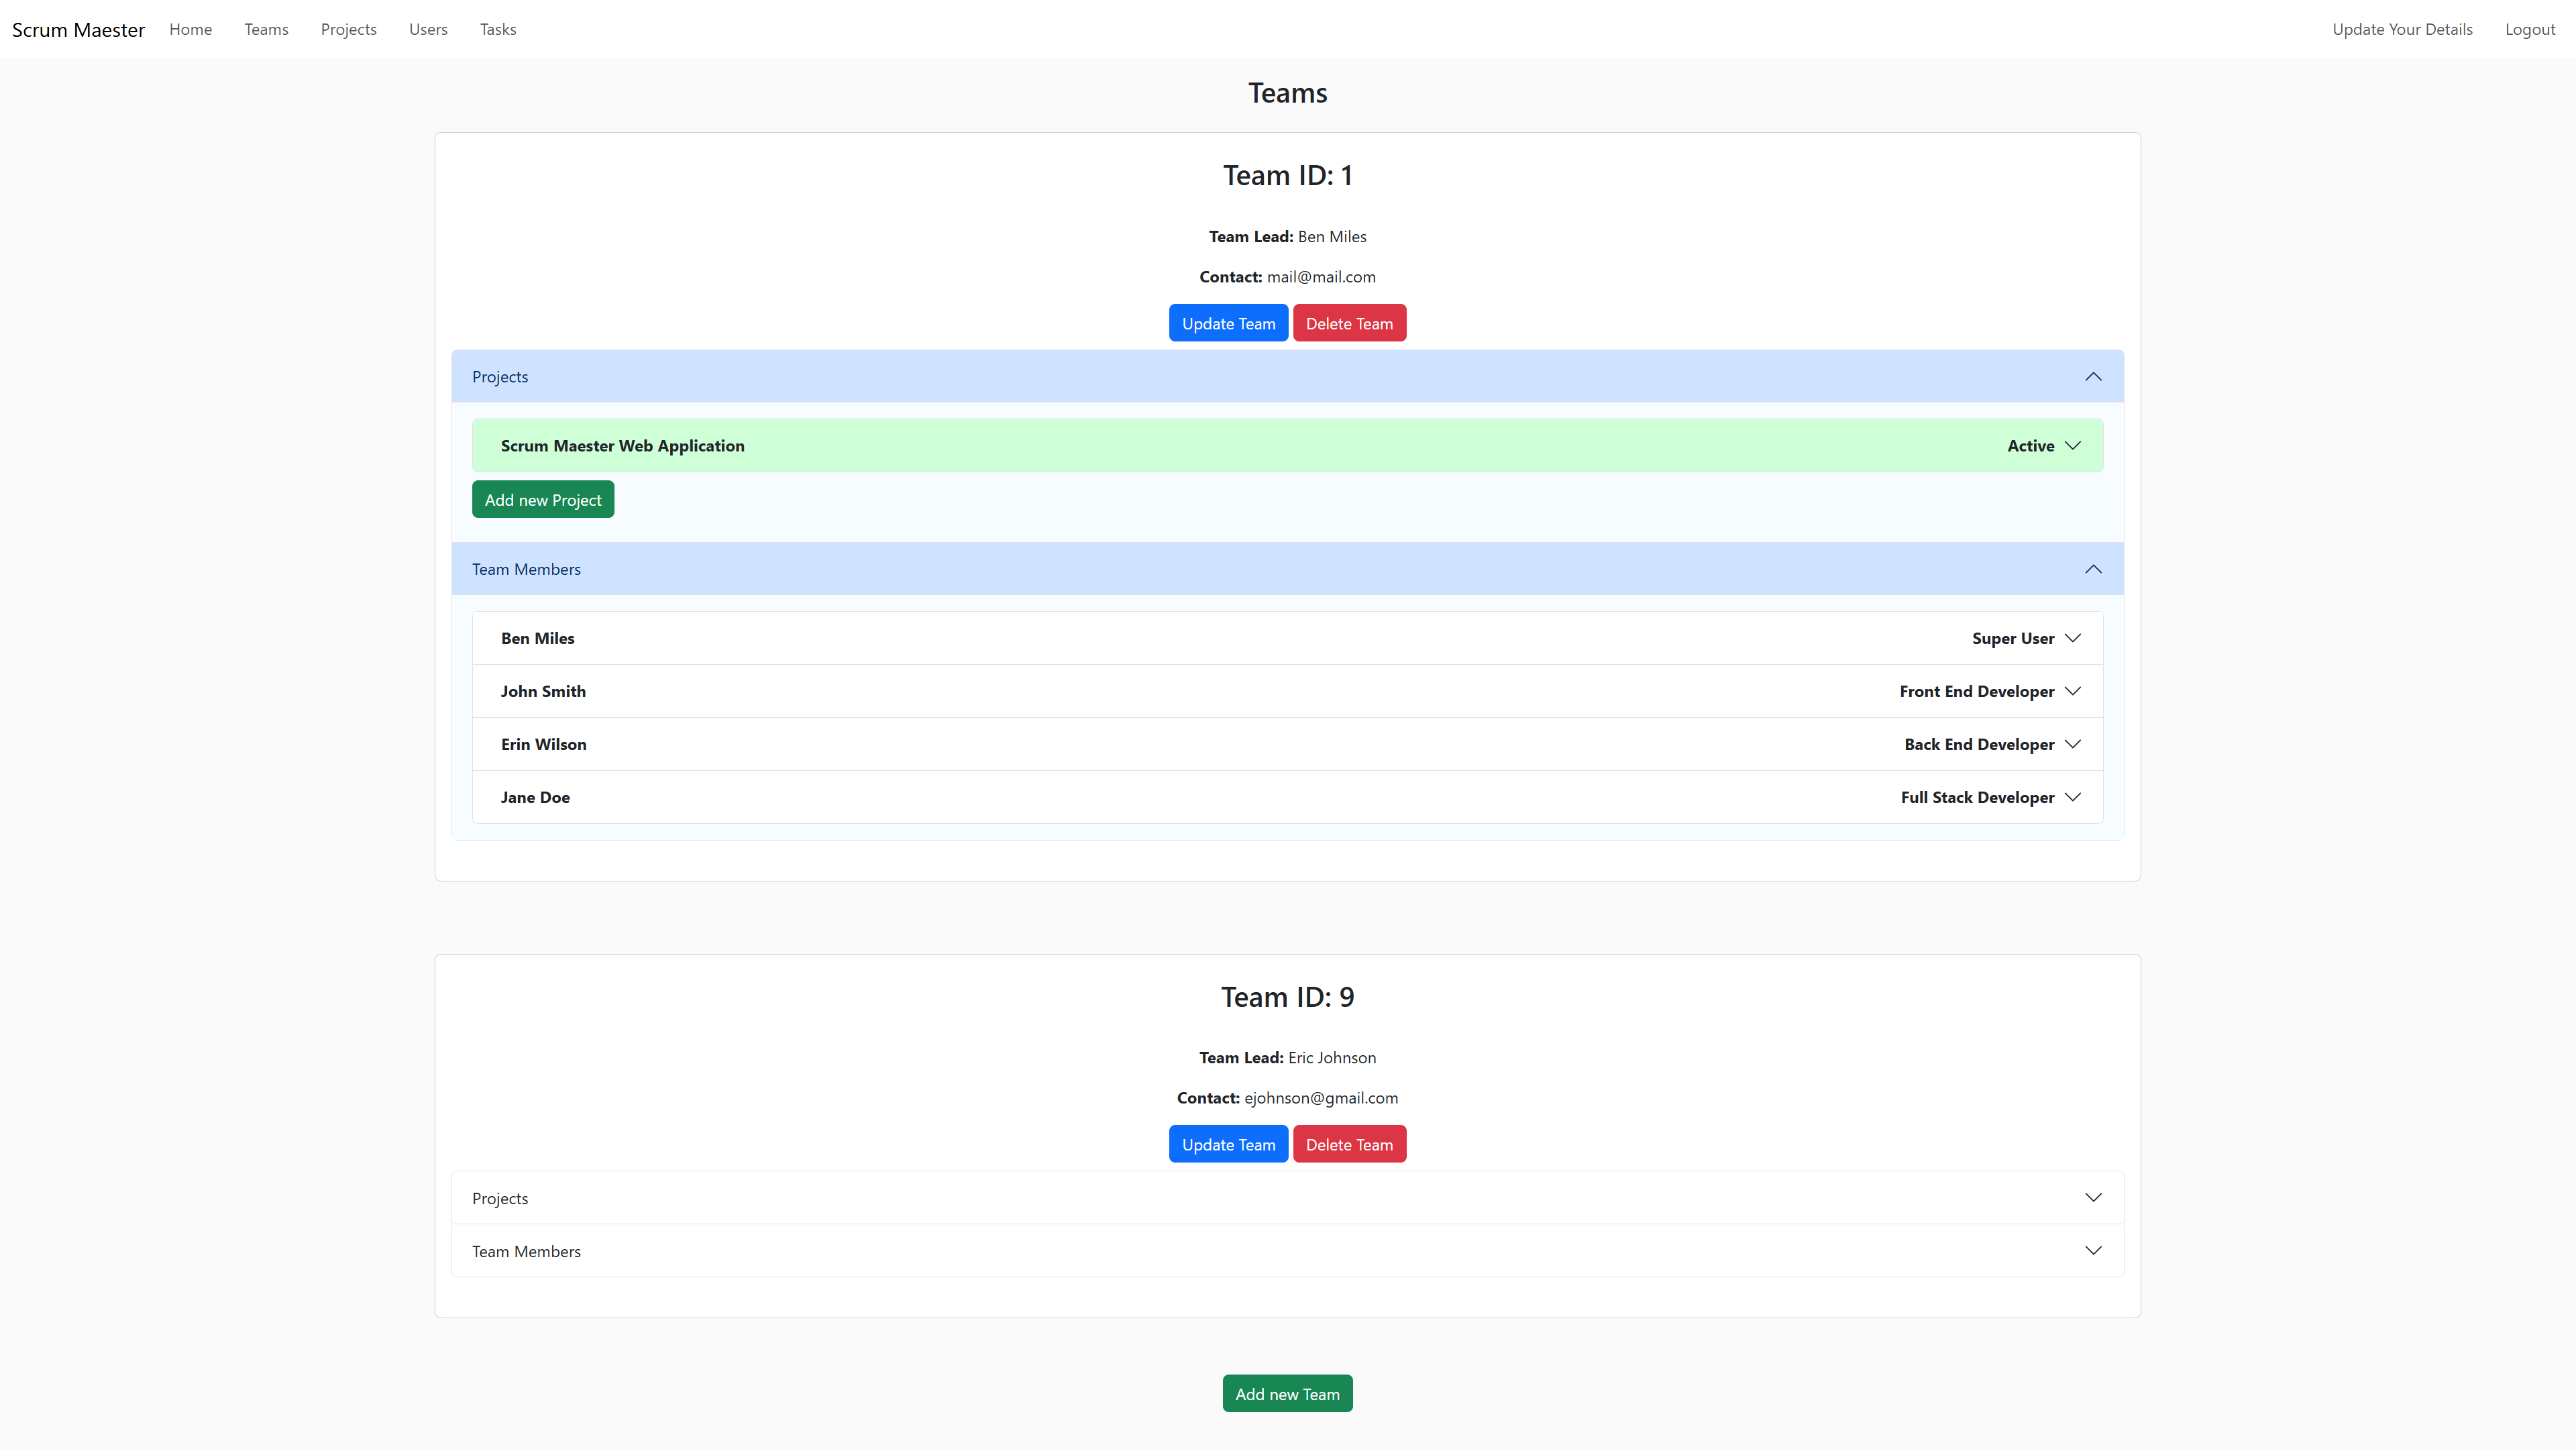 Scrum Maester Home Teams Projects Users Tasks Update Your Details Logout
Teams
Team ID: 1
Team Lead: Ben Miles
Contact: mail@mail.com
Update Team Delete Team
Projects
Scrum Maester Web Application Active
Add new Project
Team Members
Ben Miles Super User
John Smith Front End Developer
Erin Wilson Back End Developer
Jane Doe Full Stack Developer
Team ID: 9
Team Lead: Eric Johnson
Contact: ejohnson@gmail.com
Update Team Delete Team
Projects
Team Members
Add new Team